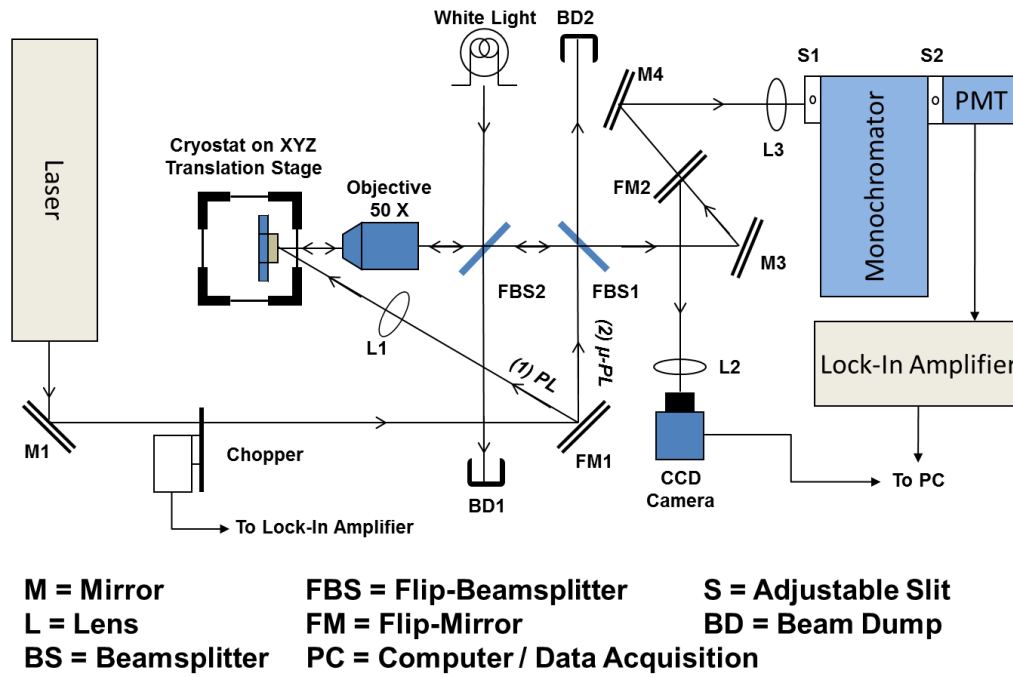 White Light
BD2
M4
S1
S2
PMT
Monochromator
L3
Laser
Cryostat on XYZ
Translation Stage
Objective
50 X
FM2
M3
FBS2
FBS1
L1
(1) PL
(2) µ-PL
L2
Lock-In Amplifier
M1
Chopper
FM1
BD1
CCD
Camera
To PC
To Lock-In Amplifier
M = Mirror
FBS = Flip-Beamsplitter
S = Adjustable Slit
L = Lens
FM = Flip-Mirror
BD = Beam Dump
BS = Beamsplitter
PC = Computer / Data Acquisition